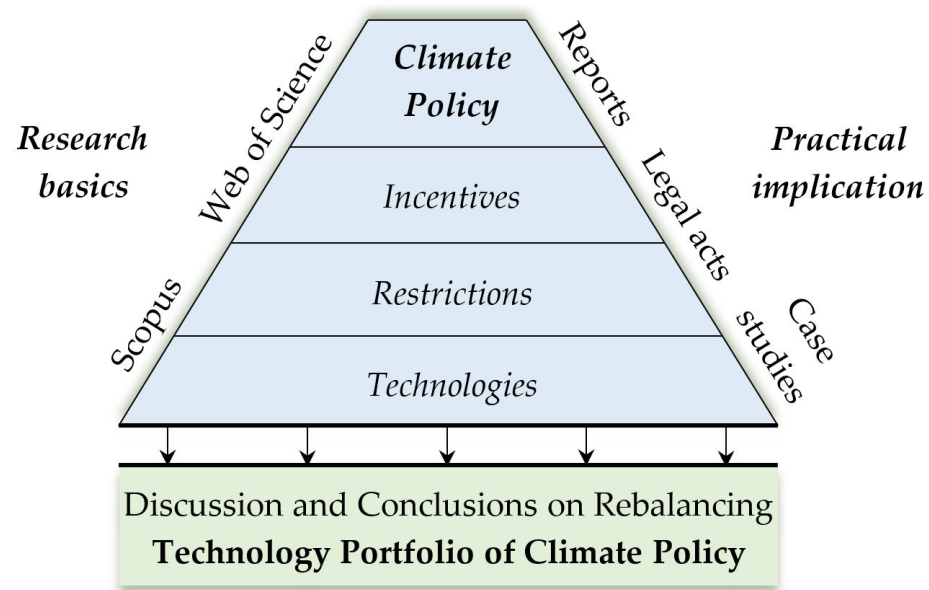 Research
basics
Web of Science
Scopus
Climate
Policy
Incentives
Restrictions
Technologies
Reports
Legal acts
Case
studies
Practical
implication
Discussion and Conclusions on Rebalancing
Technology Portfolio of Climate Policy